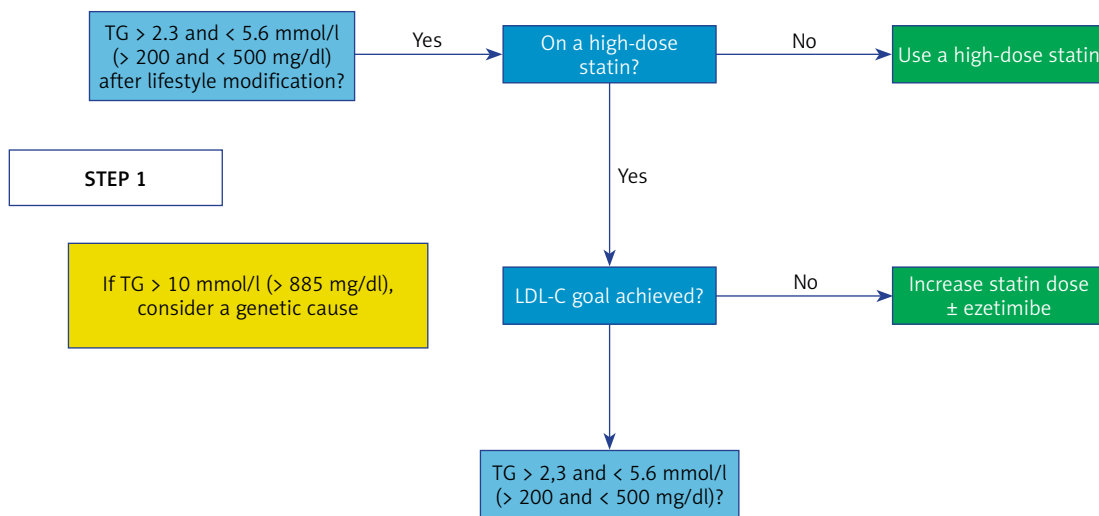 TG > 2.3 and < 5.6 mmol/l
(> 200 and < 500 mg/dl)
after lifestyle modification?
Yes
On a high-dose
statin?
No
Use a high-dose statin
STEP 1
Yes
If TG > 10 mmol/l (> 885 mg/dl),
consider a genetic cause
LDL-C goal achieved?
No
Increase statin dose
± ezetimibe
TG > 2,3 and < 5.6 mmol/l
(> 200 and < 500 mg/dl)?